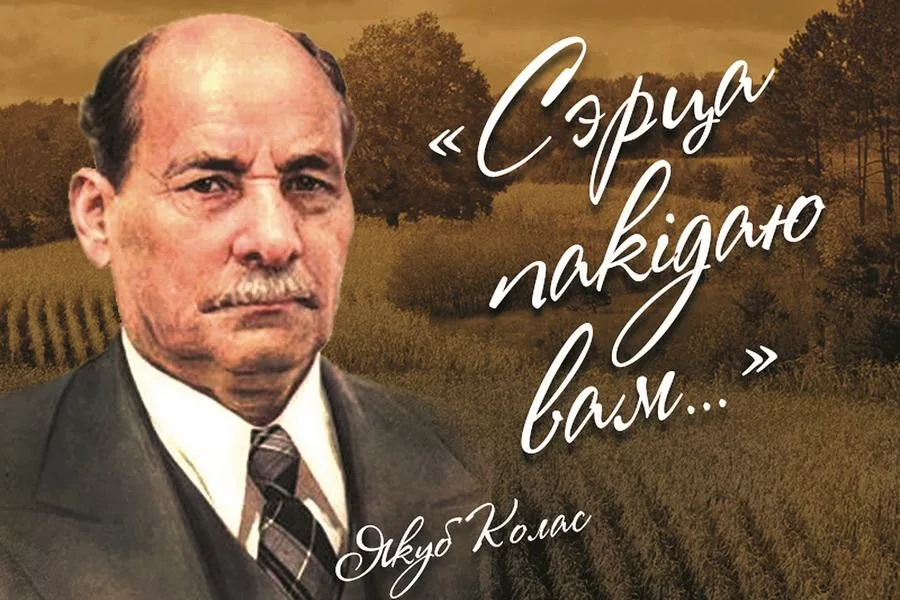 «Сэрца
пакідаю
вам...»
Якуб Колас